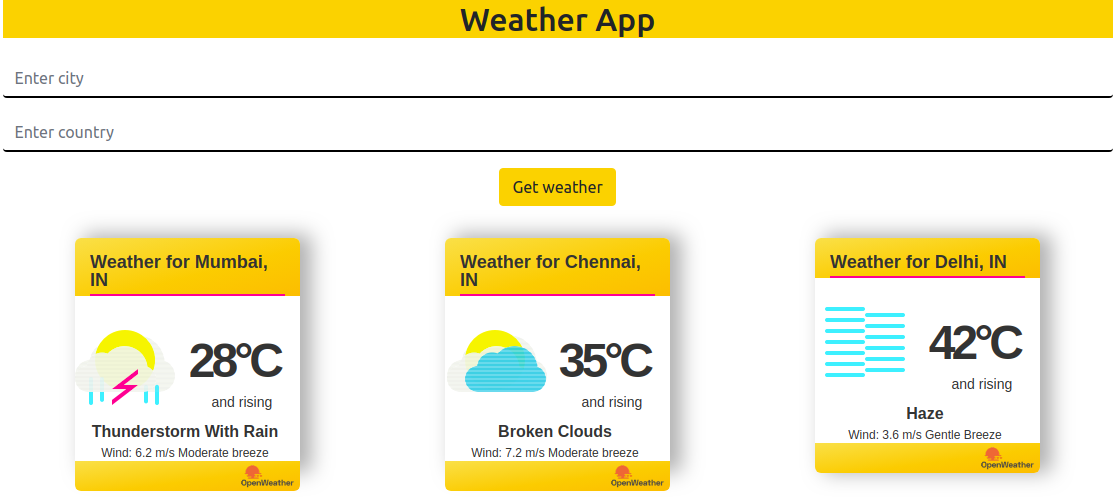 Weather App
Enter city
Enter country
Get weather
Weather for Mumbai,
IN
28°C
and rising
Thunderstorm With Rain
Wind: 6.2 m/s Moderate breeze
OpenWeather
Weather for Chennai,
IN
35°C
and rising
Broken Clouds
Wind: 7.2 m/s Moderate breeze
OpenWeather
Weather for Delhi, IN
42°C
and rising
Haze
Wind: 3.6 m/s Gentle Breeze
OpenWeather